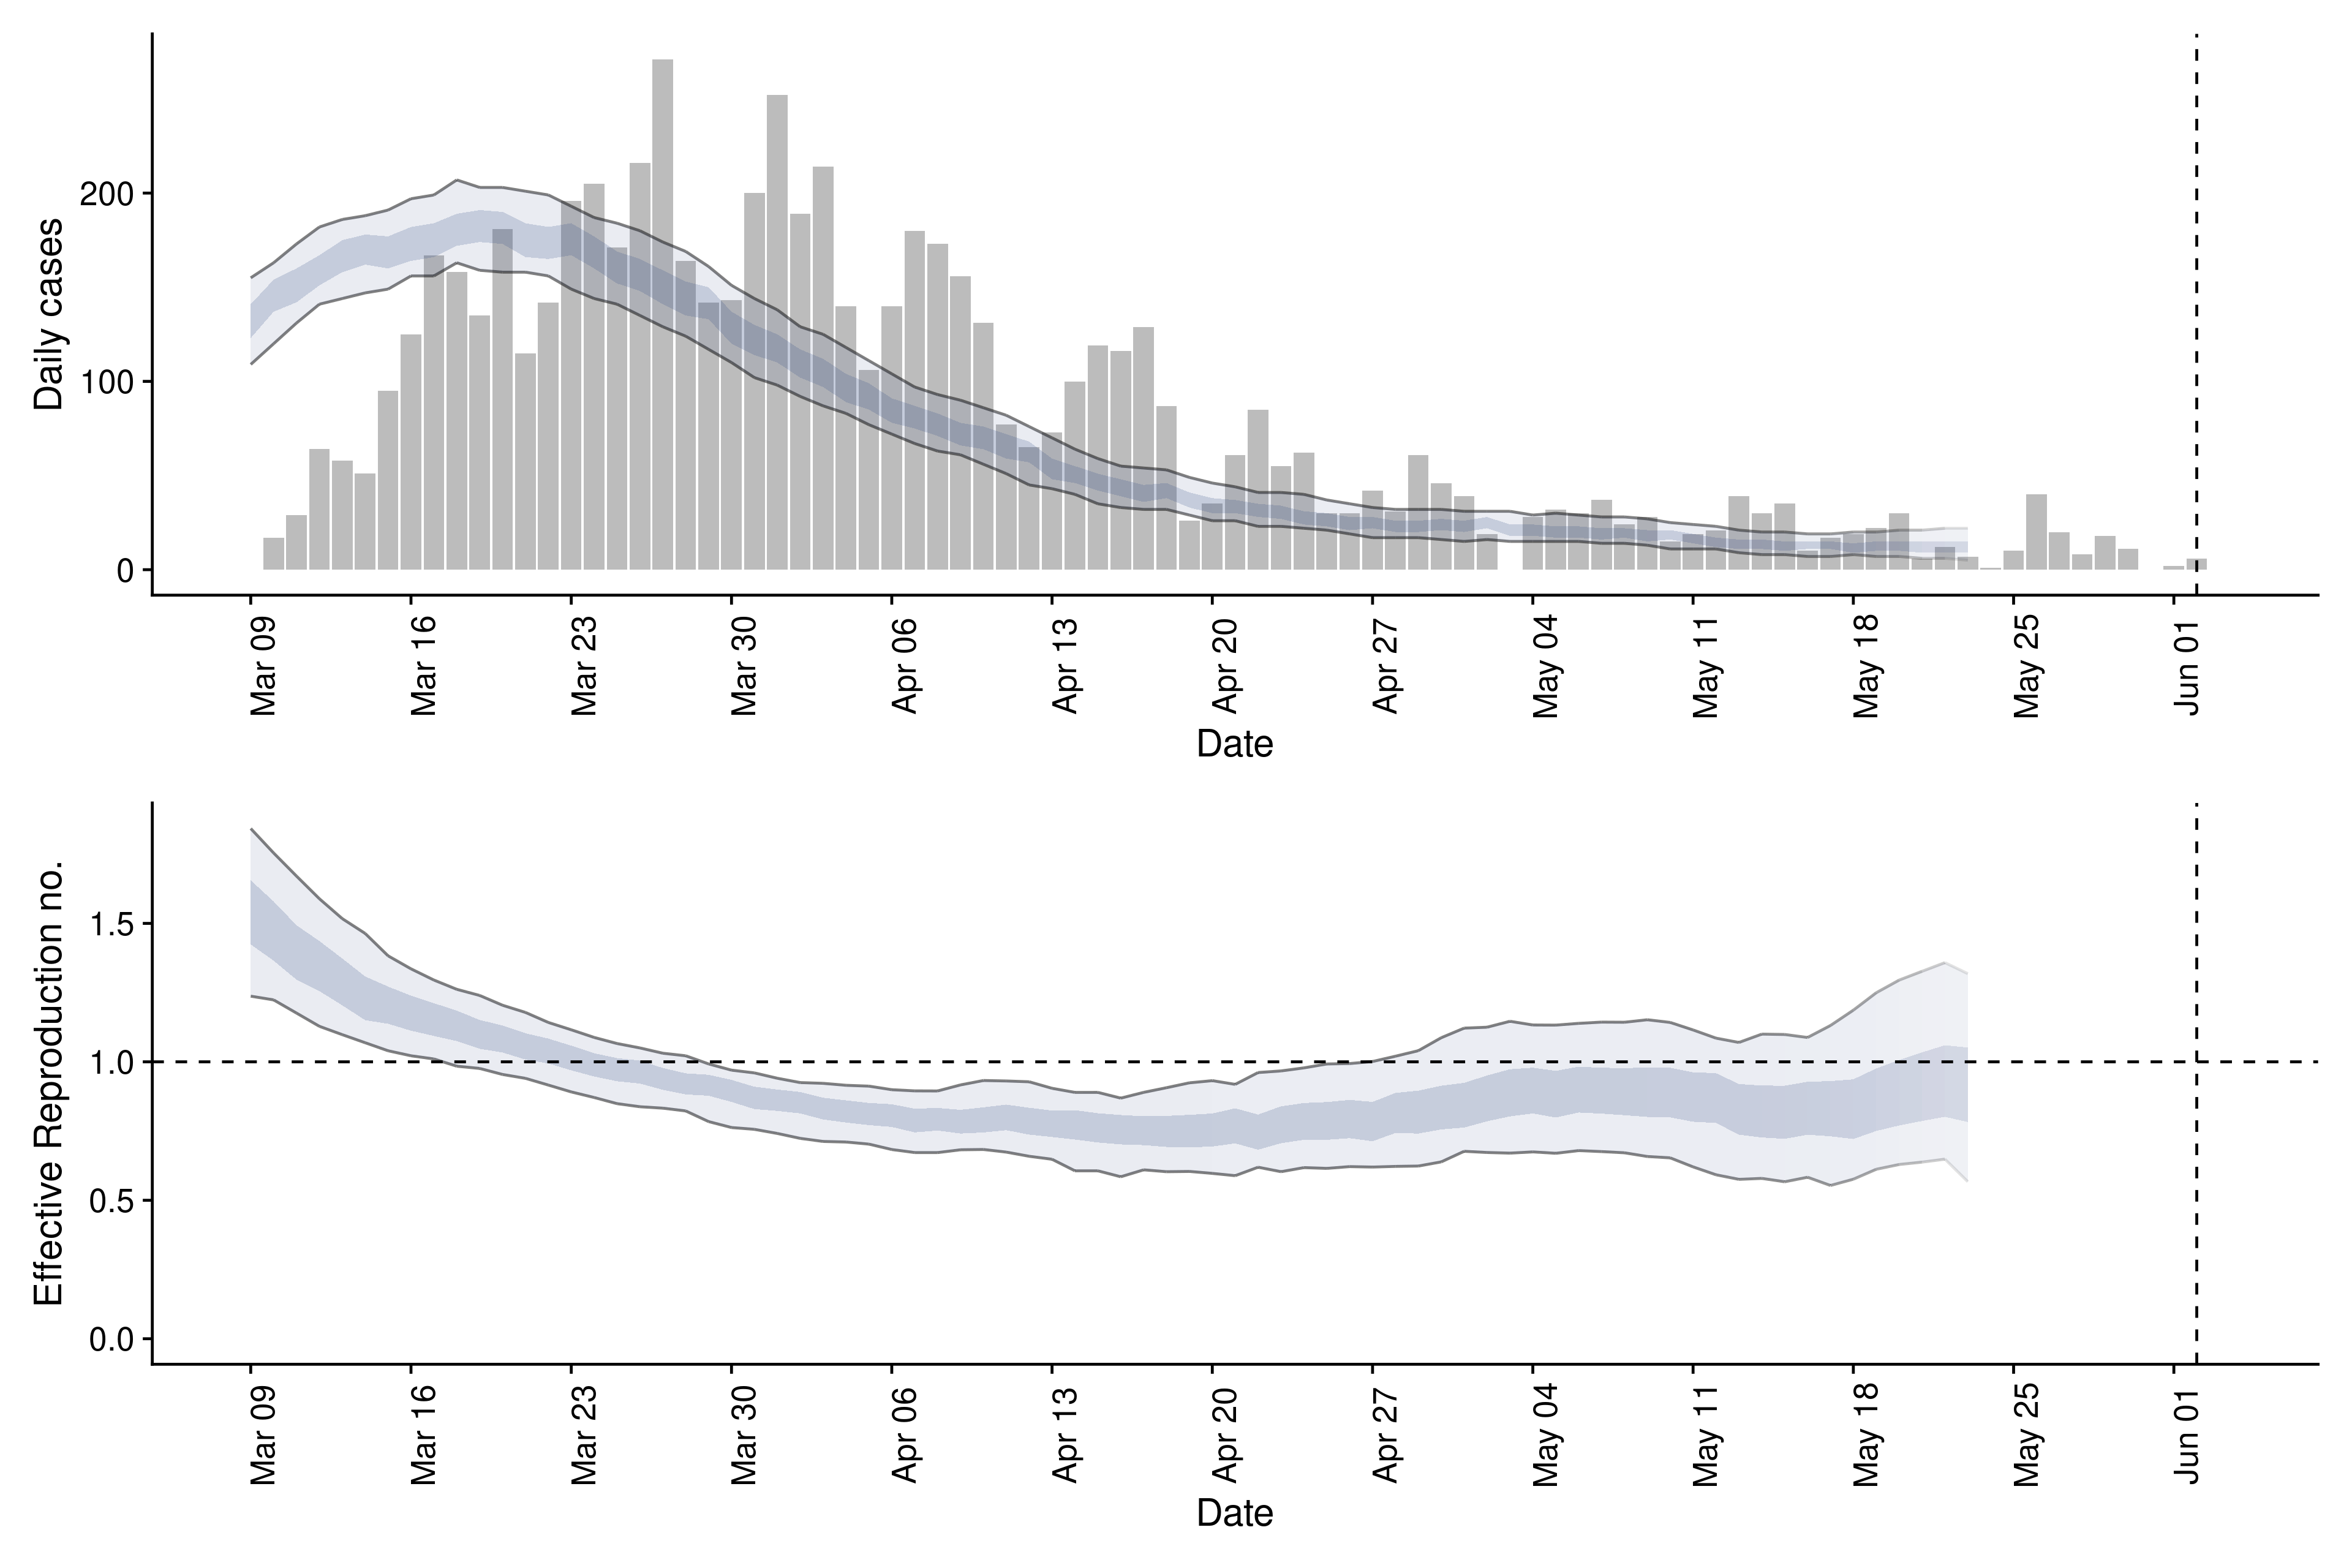 Daily cases
200
100
0
Mar 09
Mar 16
Mar 23
Mar 30
Apr 06
Apr 13
Apr 20
Apr 27
May 04
May 11
May 18
May 25
Jun 01
Date
Effective Reproduction no.
1.5
1.0
0.5
0.0
Mar 09
Mar 16
Mar 23
Mar 30
Apr 06
Apr 13
Apr 20
Apr 27
May 04
May 11
May 18
May 25
Jun 01
Date